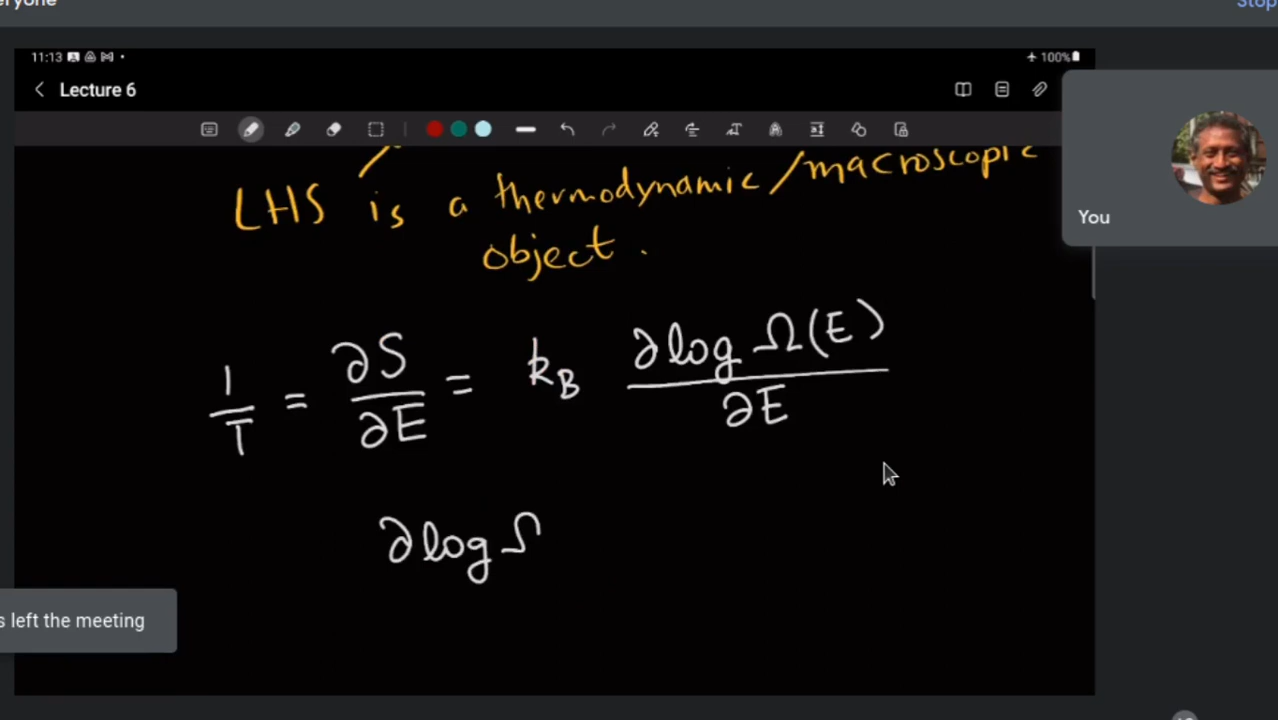 eryone
Stop
11:13
100%
Lecture 6
LHS is a thermodynamic/macroscopic
object.
1/T = ∂S/∂E = k_B ∂log Ω(E)/∂E
∂log Ω
You
s left the meeting